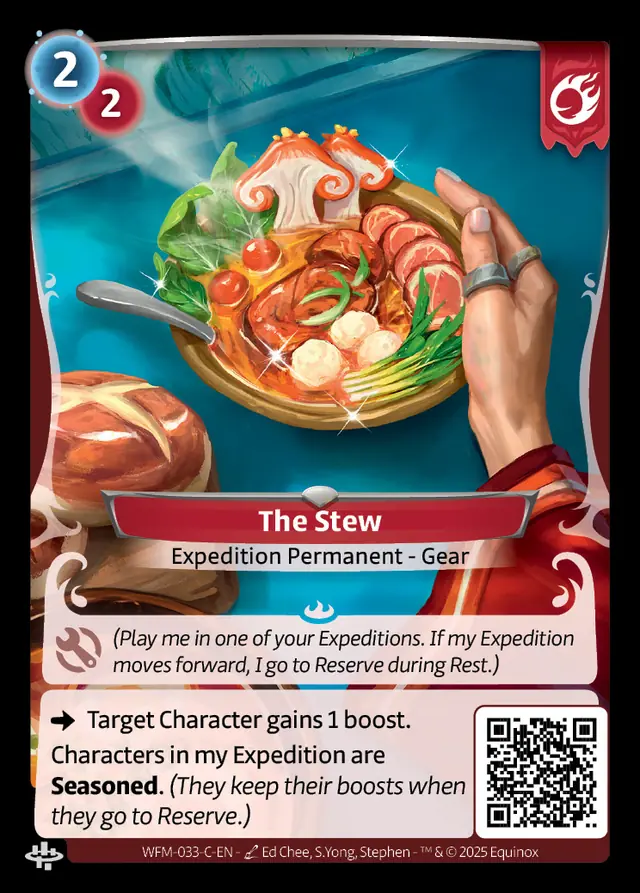 2
2
The Stew
Expedition Permanent - Gear
(Play me in one of your Expeditions. If my Expedition
moves forward, I go to Reserve during Rest.)
Target Character gains 1 boost.
Characters in my Expedition are
Seasoned. (They keep their boosts when
they go to Reserve.)
WFM-033-C-EN - Ed Chee, S.Yong, Stephen - ™ & © 2025 Equinox